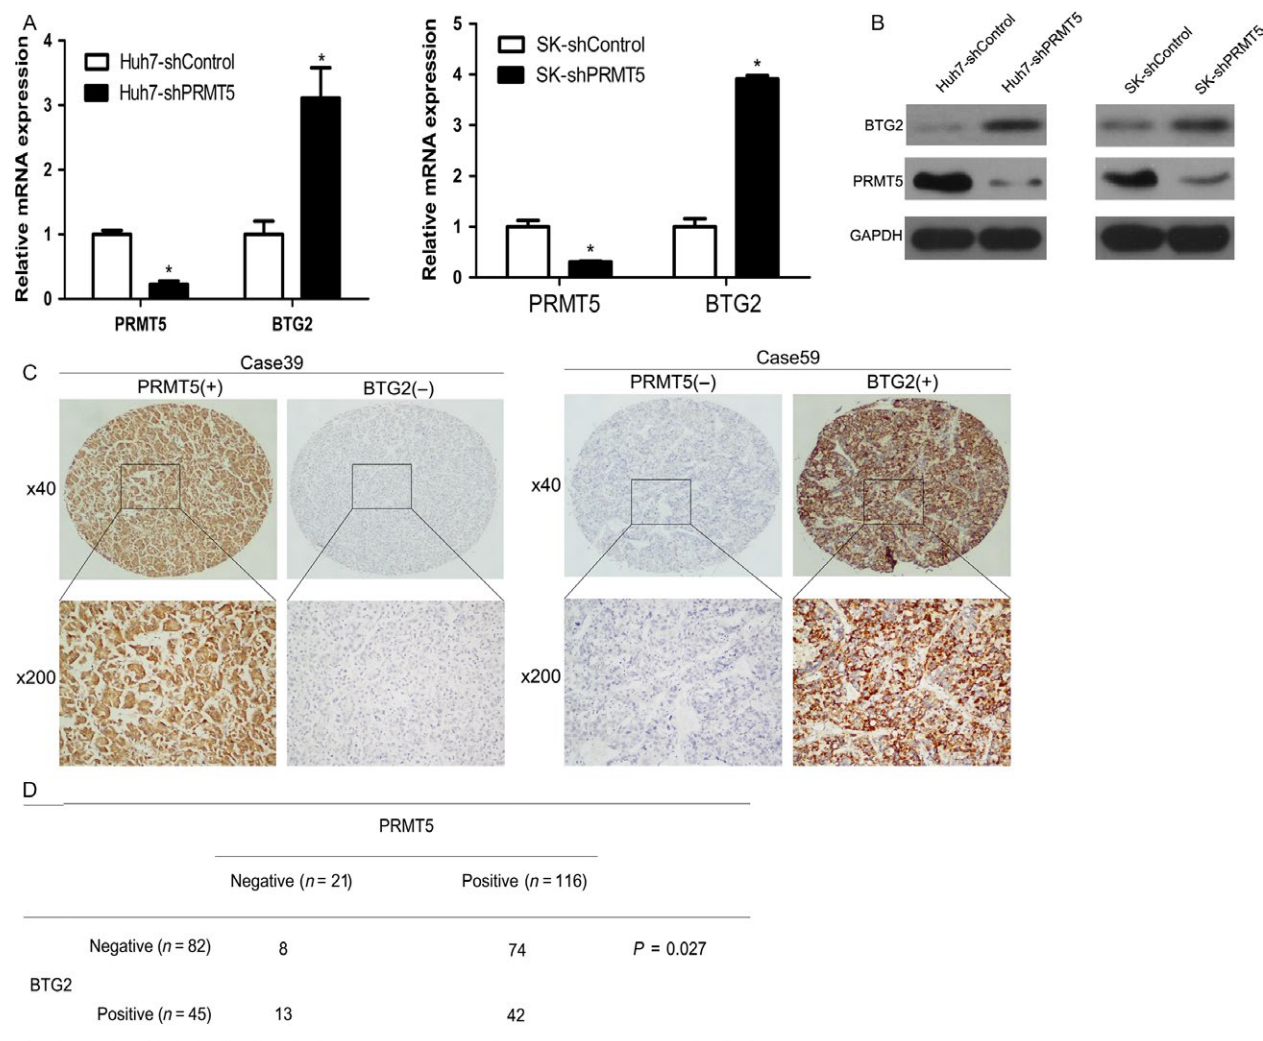 A
Relative mRNA expression
4
3
2
1
0
Huh7-shControl
Huh7-shPRMT5
*
*
PRMT5 BTG2
Relative mRNA expression
5
4
3
2
1
0
SK-shControl
SK-shPRMT5
*
*
PRMT5 BTG2
B
Huh7-shControl
Huh7-shPRMT5
SK-shControl
SK-shPRMT5
BTG2
PRMT5
GAPDH
C
Case39
PRMT5(+) BTG2(–)
Case59
PRMT5(–) BTG2(+)
x40
x40
x200
x200
D
PRMT5
Negative (n = 21) Positive (n = 116)
Negative (n = 82) 8 74 P = 0.027
BTG2
Positive (n = 45) 13 42